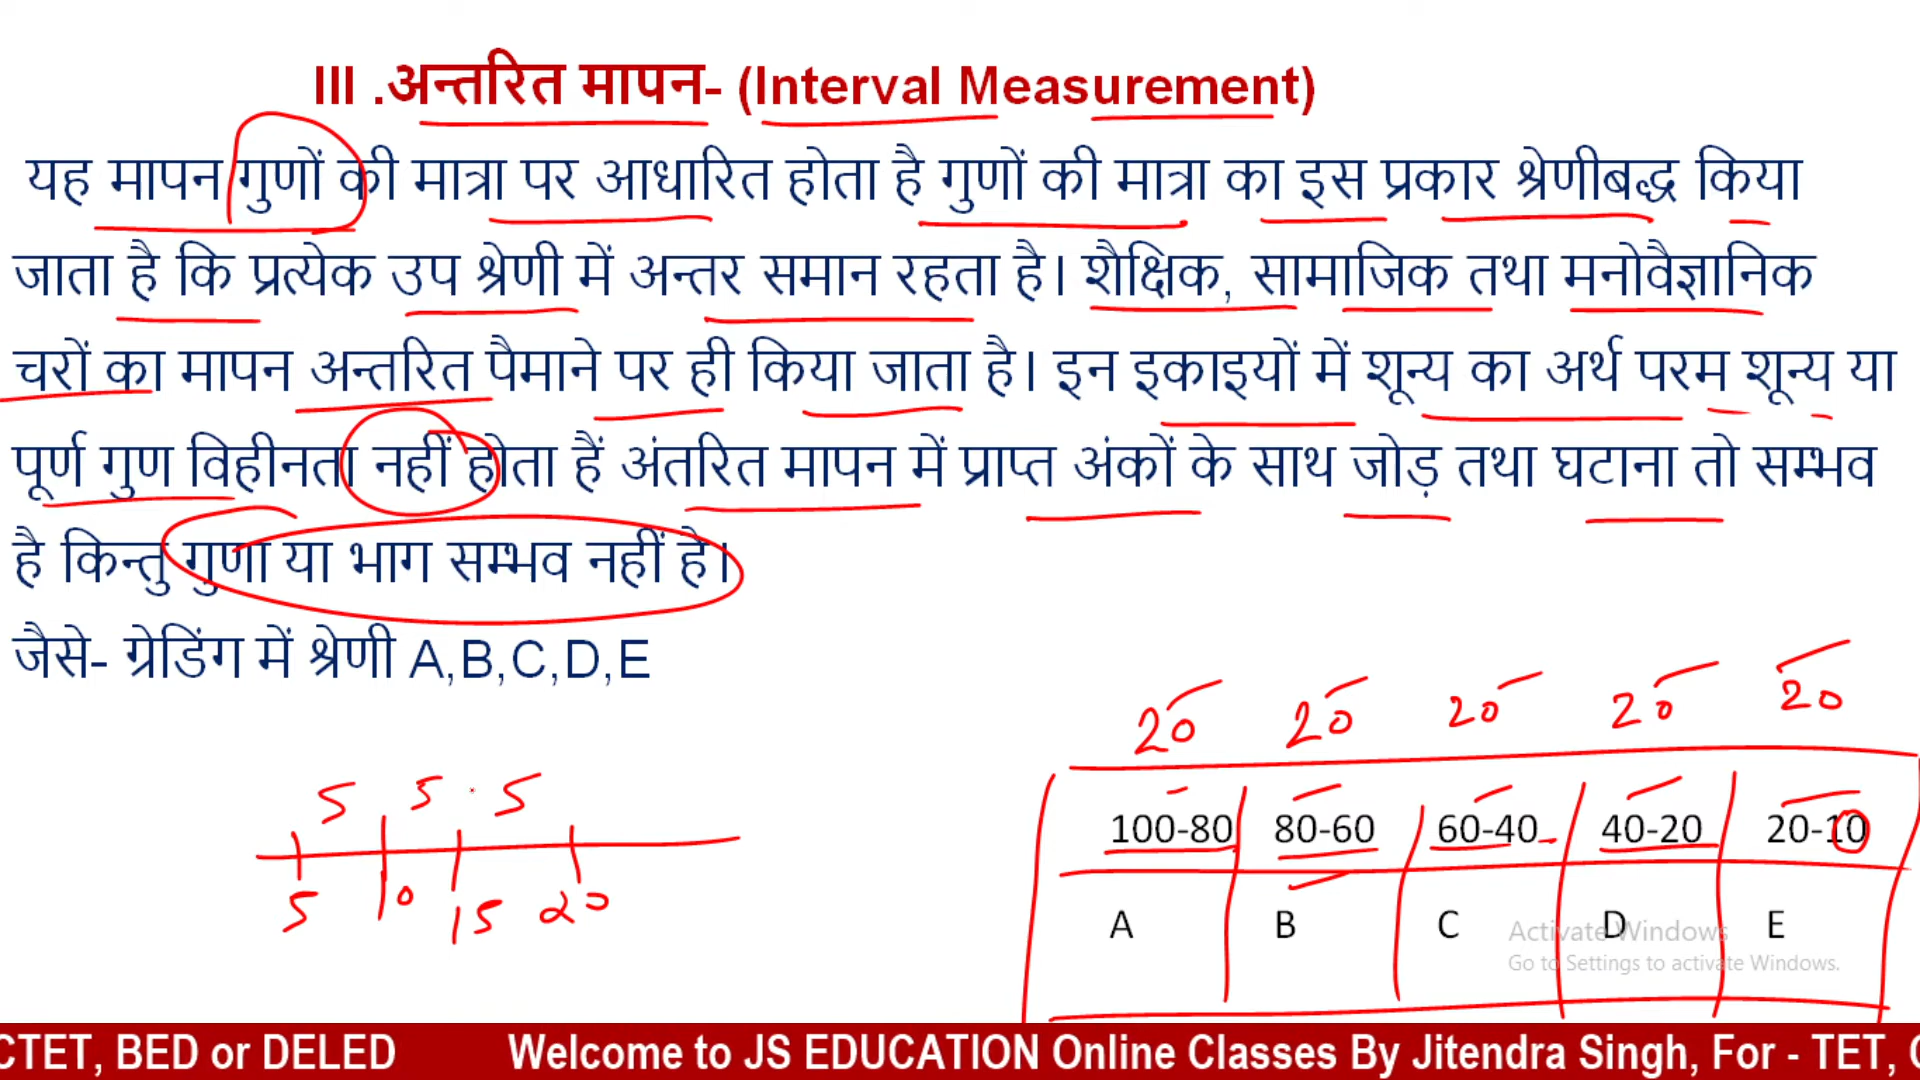 III .अन्तरित मापन- (Interval Measurement)
यह मापन गुणों की मात्रा पर आधारित होता है गुणों की मात्रा का इस प्रकार श्रेणीबद्ध किया
जाता है कि प्रत्येक उप श्रेणी में अन्तर समान रहता है। शैक्षिक, सामाजिक तथा मनोवैज्ञानिक
चरों का मापन अन्तरित पैमाने पर ही किया जाता है। इन इकाइयों में शून्य का अर्थ परम शून्य या
पूर्ण गुण विहीनता नहीं होता हैं अंतरित मापन में प्राप्त अंकों के साथ जोड़ तथा घटाना तो सम्भव
है किन्तु गुणा या भाग सम्भव नहीं है।
जैसे- ग्रेडिंग में श्रेणी A,B,C,D,E
20 20 20 20 20
5 5 5
100-80 80-60 60-40 40-20 20-10
5 10 15 20
A B C D E
Activate Windows
Go to Settings to activate Windows.
CTET, BED or DELED Welcome to JS EDUCATION Online Classes By Jitendra Singh, For - TET,